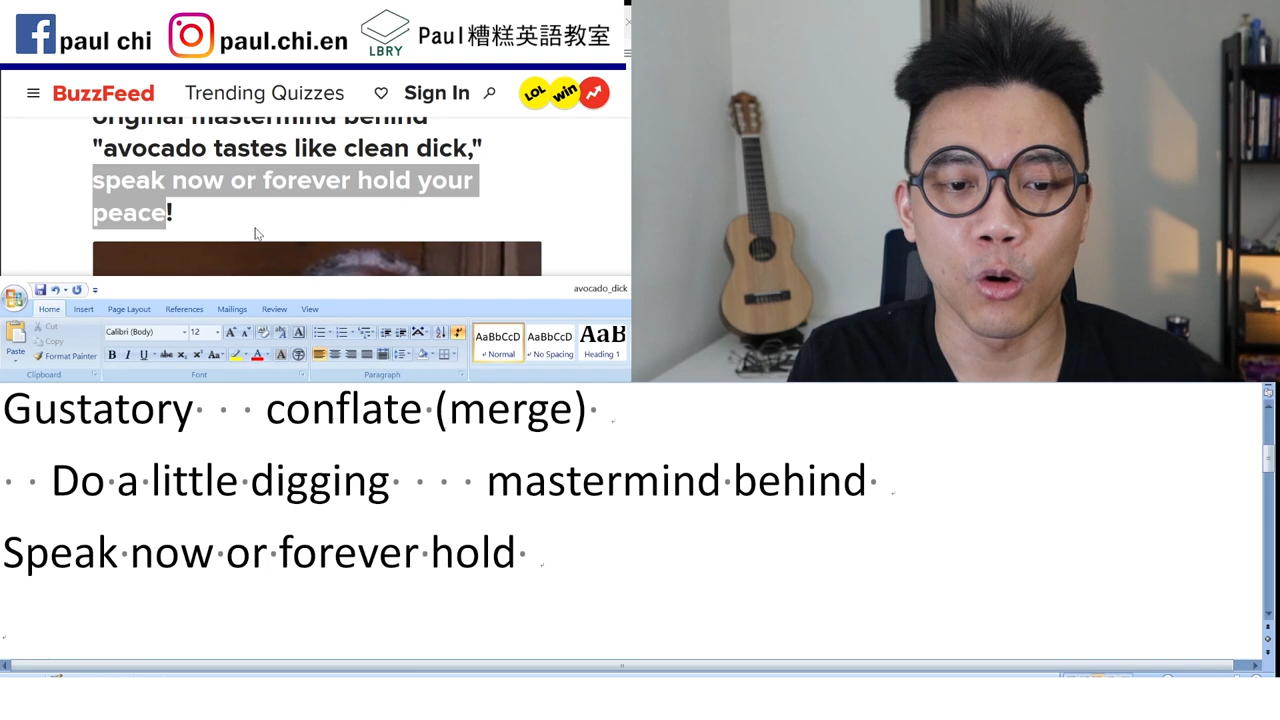 paul chi paul.chi.en LBRY Paul糟糕英語教室
BuzzFeed Trending Quizzes Sign In LOL win
original mastermind behind
"avocado tastes like clean dick,"
speak now or forever hold your
peace!
avocado_dick
Home Insert Page Layout References Mailings Review View
Paste Cut Copy Format Painter
Calibri (Body) 12
AaBbCcD AaBbCcD AaB
Normal No Spacing Heading 1
Clipboard Font Paragraph
Gustatory conflate (merge)
Do a little digging mastermind behind
Speak now or forever hold